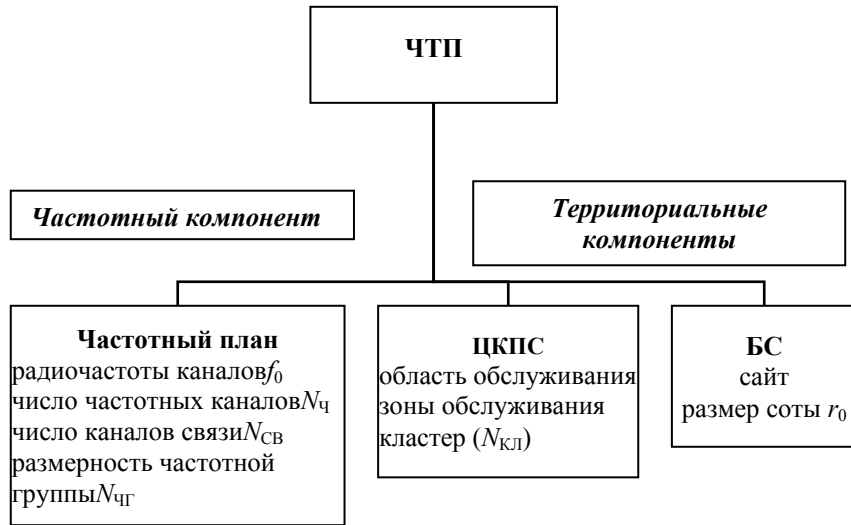 ЧТП
Частотный компонент
Территориальные
компоненты
Частотный план
радиочастоты каналовf0
число частотных каналовNЧ
число каналов связиNСВ
размерность частотной
группыNЧГ
ЦКПС
область обслуживания
зоны обслуживания
кластер (NКЛ)
БС
сайт
размер соты r0